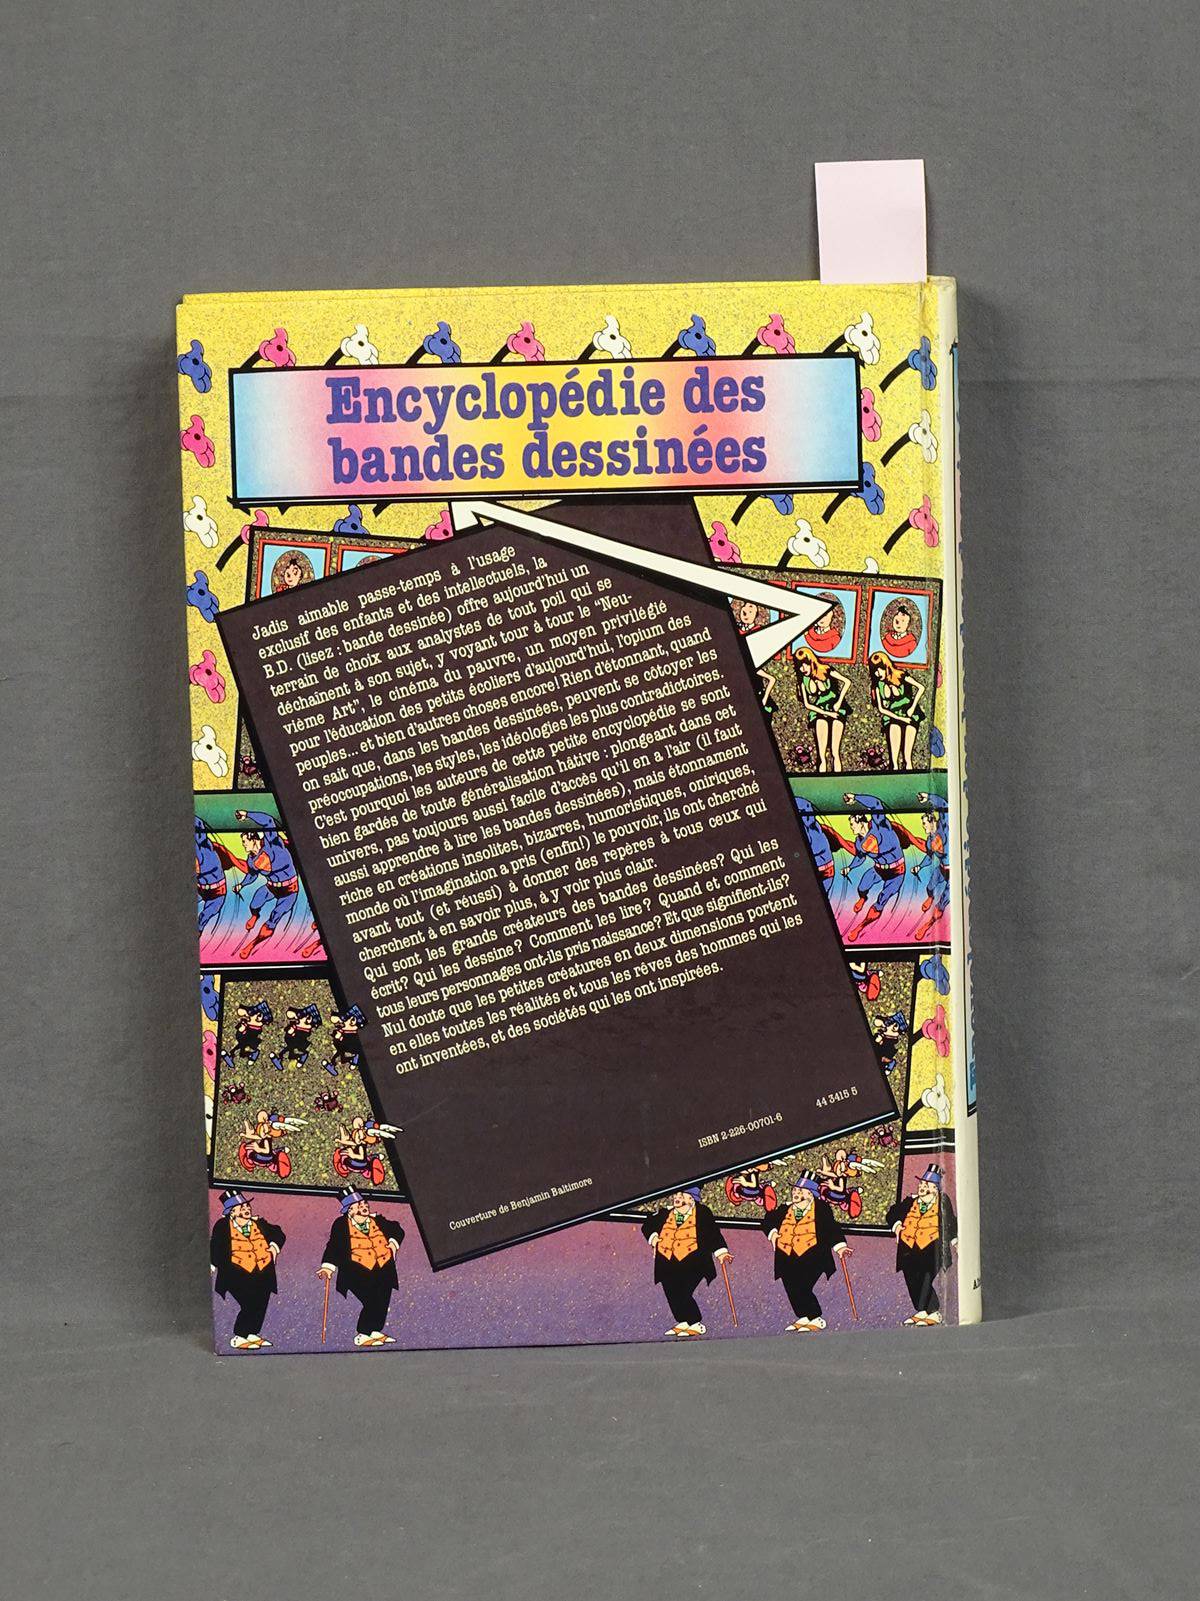 Encyclopédie des
bandes dessinées
Jadis aimable passe-temps à l'usage
exclusif des enfants et des intellectuels, la
B.D. (lisez : bande dessinée) offre aujourd'hui un
terrain de choix aux analystes de tout poil qui se
déchaînent à son sujet, y voyant tour à tour le "Neu-
vième Art", le cinéma du pauvre, un moyen privilégié
pour l'éducation des petits écoliers d'aujourd'hui, l'opium des
peuples... et bien d'autres choses encore! Rien d'étonnant, quand
on sait que, dans les bandes dessinées, peuvent se côtoyer les
préoccupations, les styles, les idéologies les plus contradictoires.
C'est pourquoi les auteurs de cette petite encyclopédie se sont
bien gardés de toute généralisation hâtive : plongeant dans cet
univers, pas toujours aussi facile d'accès qu'il en a l'air (il faut
aussi apprendre à lire les bandes dessinées), mais étonnament
riche en créations insolites, bizarres, humoristiques, oniriques,
monde où l'imagination a pris (enfin!) le pouvoir, ils ont cherché
avant tout (et réussi) à donner des repères à tous ceux qui
cherchent à en savoir plus, à y voir plus clair.
Qui sont les grands créateurs des bandes dessinées? Qui les
écrit? Qui les dessine? Comment les lire? Quand et comment
tous leurs personnages ont-ils pris naissance? Et que signifient-ils?
Nul doute que les petites créatures en deux dimensions portent
en elles toutes les réalités et tous les rêves des hommes qui les
ont inventées, et des sociétés qui les ont inspirées.
ISBN 2-226-00701-6 44 3415 5
Couverture de Benjamin Baltimore